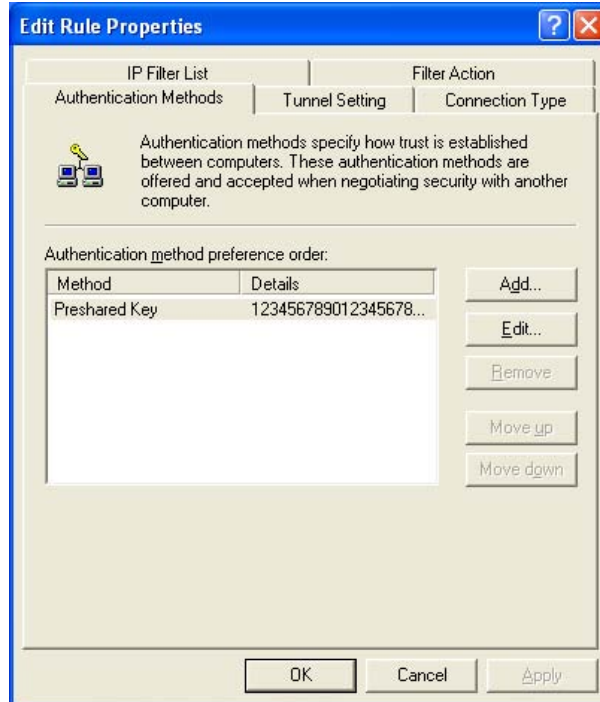 Edit Rule Properties
IP Filter List Filter Action
Authentication Methods Tunnel Setting Connection Type
Authentication methods specify how trust is established
between computers. These authentication methods are
offered and accepted when negotiating security with another
computer.
Authentication method preference order:
Method Details
Preshared Key 123456789012345678...
Add...
Edit...
Remove
Move up
Move down
OK Cancel Apply